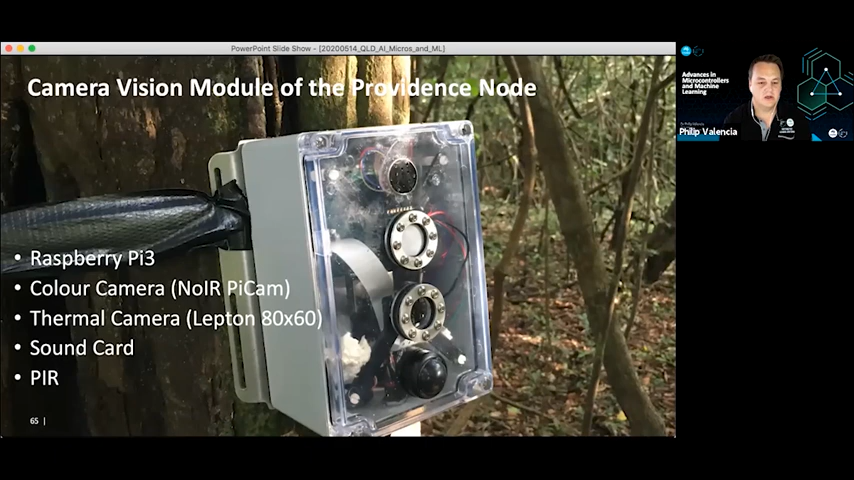 PowerPoint Slide Show - [20200514_QLD_AI_Micros_and_ML]
Camera Vision Module of the Providence Node
• Raspberry Pi3
• Colour Camera (NoIR PiCam)
• Thermal Camera (Lepton 80x60)
• Sound Card
• PIR
65 |
Advances in
Microcontrollers
and Machine
Learning
Philip Valencia